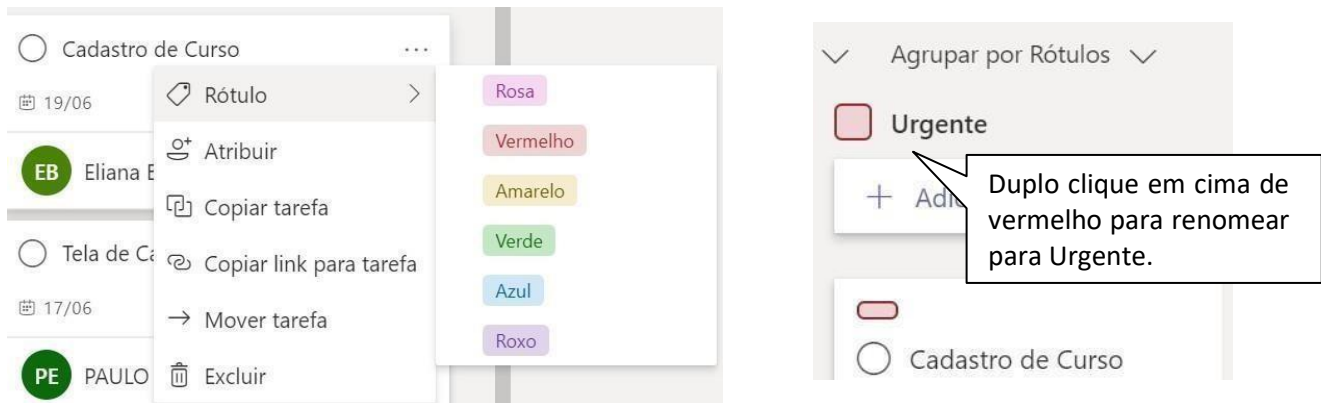 Cadastro de Curso ...
19/06
EB Eliana E
Tela de Ca
17/06
PE PAULO
Rótulo
Atribuir
Copiar tarefa
Copiar link para tarefa
Mover tarefa
Excluir
Rosa
Vermelho
Amarelo
Verde
Azul
Roxo
Agrupar por Rótulos
Urgente
+ Adic
Duplo clique em cima de
vermelho para renomear
para Urgente.
Cadastro de Curso